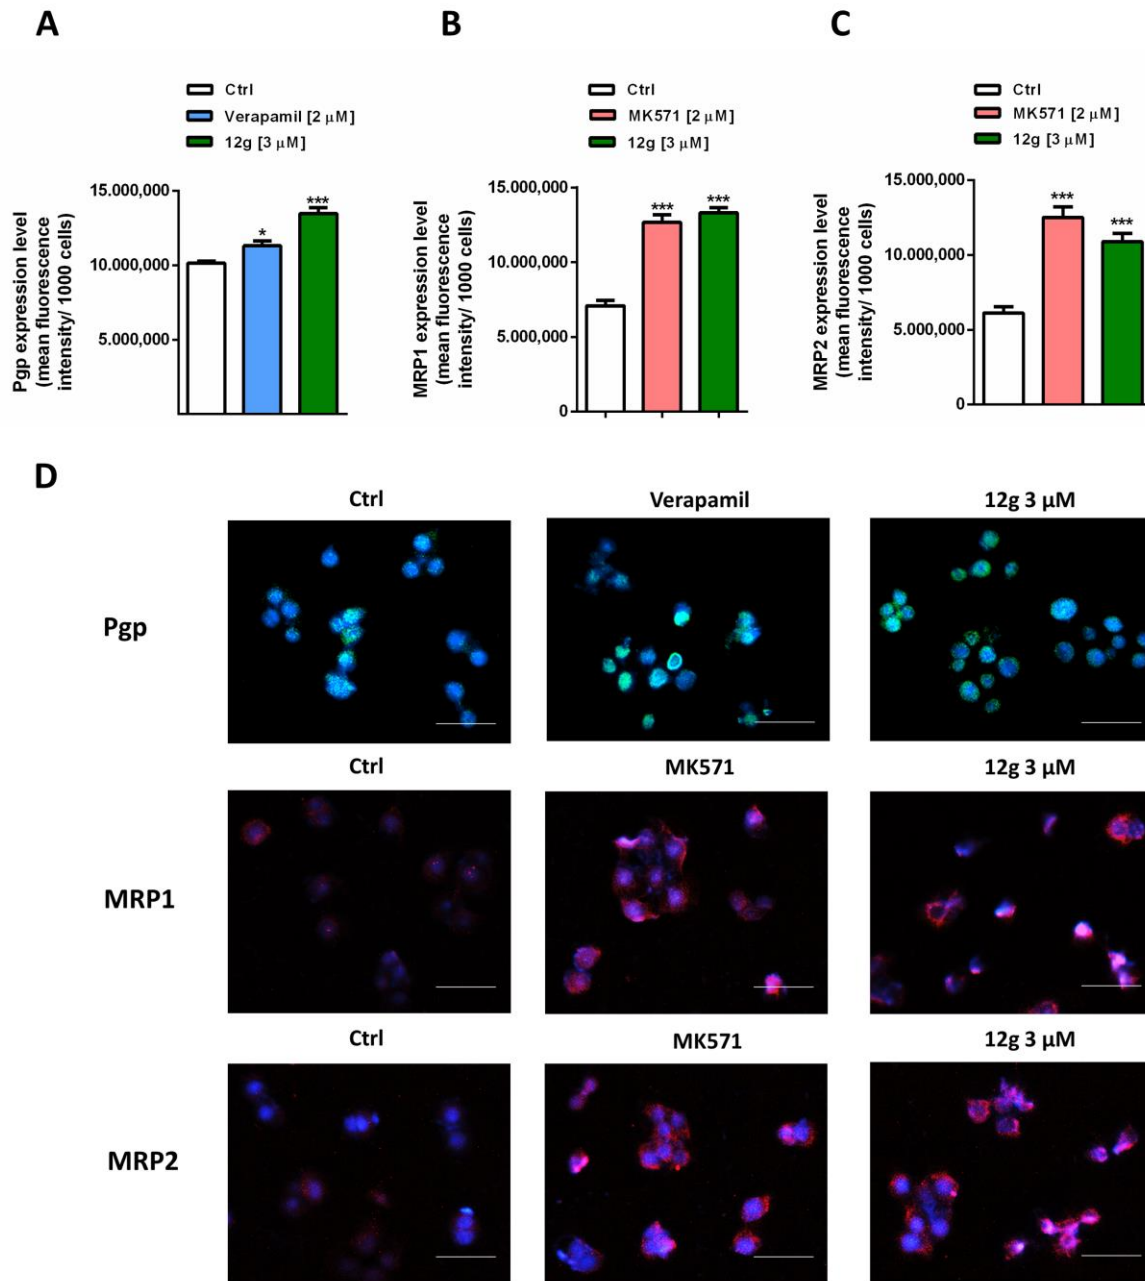 A
B
C
Ctrl
Verapamil [2 μM]
12g [3 μM]
Ctrl
MK571 [2 μM]
12g [3 μM]
Ctrl
MK571 [2 μM]
12g [3 μM]
Pgp expression level
(mean fluorescence
intensity/ 1000 cells)
15.000,000
10.000,000
5.000,000
*
***
MRP1 expression level
(mean fluorescence
intensity/ 1000 cells)
15.000,000
10.000,000
5.000,000
0
***
***
MRP2 expression level
(mean fluorescence
intensity/ 1000 cells)
15.000,000
10.000,000
5.000,000
0
***
***
D
Ctrl
Verapamil
12g 3 μM
Pgp
Ctrl
MK571
12g 3 μM
MRP1
Ctrl
MK571
12g 3 μM
MRP2